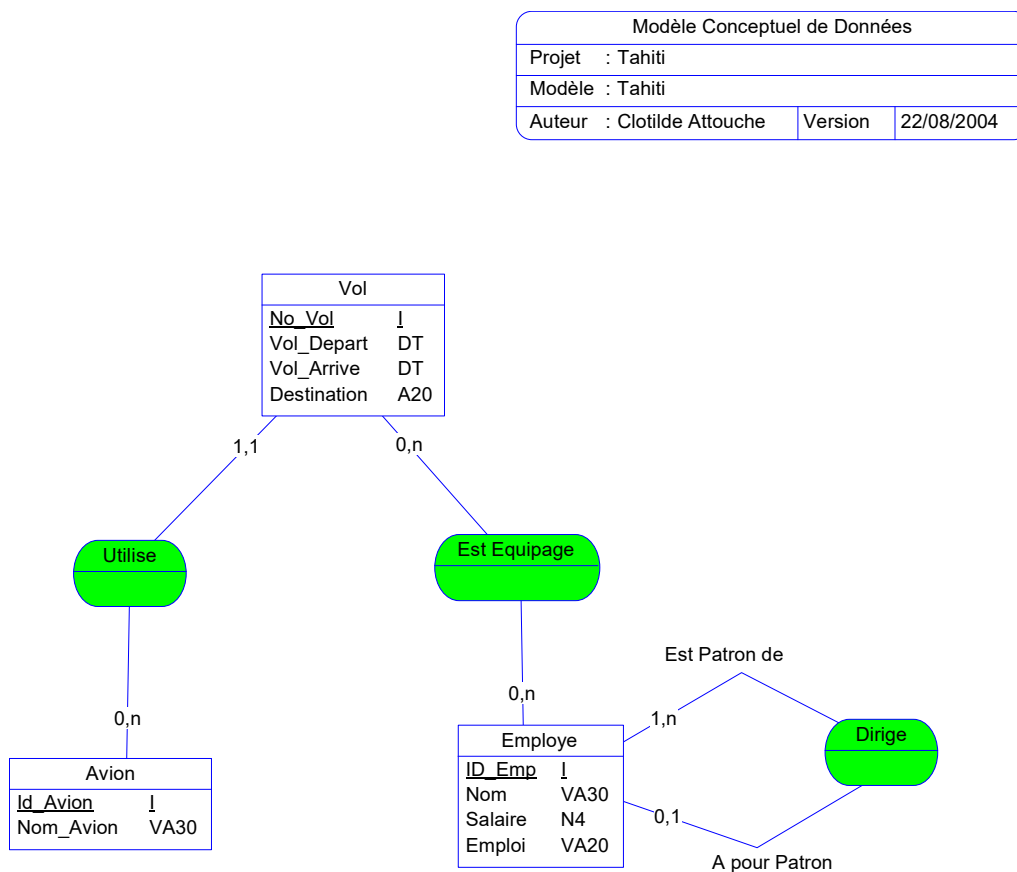 Modèle Conceptuel de Données
Projet : Tahiti
Modèle : Tahiti
Auteur : Clotilde Attouche Version 22/08/2004
Vol
No_Vol I
Vol_Depart DT
Vol_Arrive DT
Destination A20
1,1
0,n
Utilise
Est Equipage
Est Patron de
0,n
0,n
1,n
Dirige
Employe
ID_Emp I
Nom VA30
Salaire N4
Emploi VA20
Avion
Id_Avion I
Nom_Avion VA30
0,1
A pour Patron